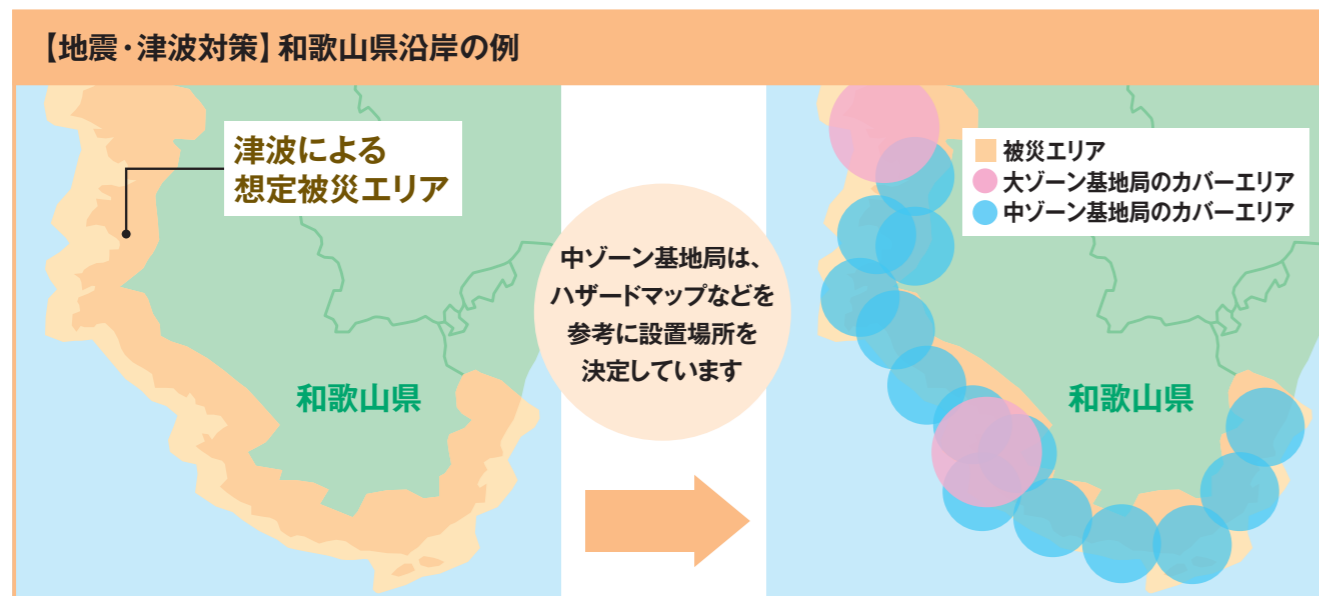 【地震・津波対策】和歌山県沿岸の例
津波による
想定被災エリア
和歌山県
中ゾーン基地局は、
ハザードマップなどを
参考に設置場所を
決定しています
被災エリア
大ゾーン基地局のカバーエリア
中ゾーン基地局のカバーエリア
和歌山県